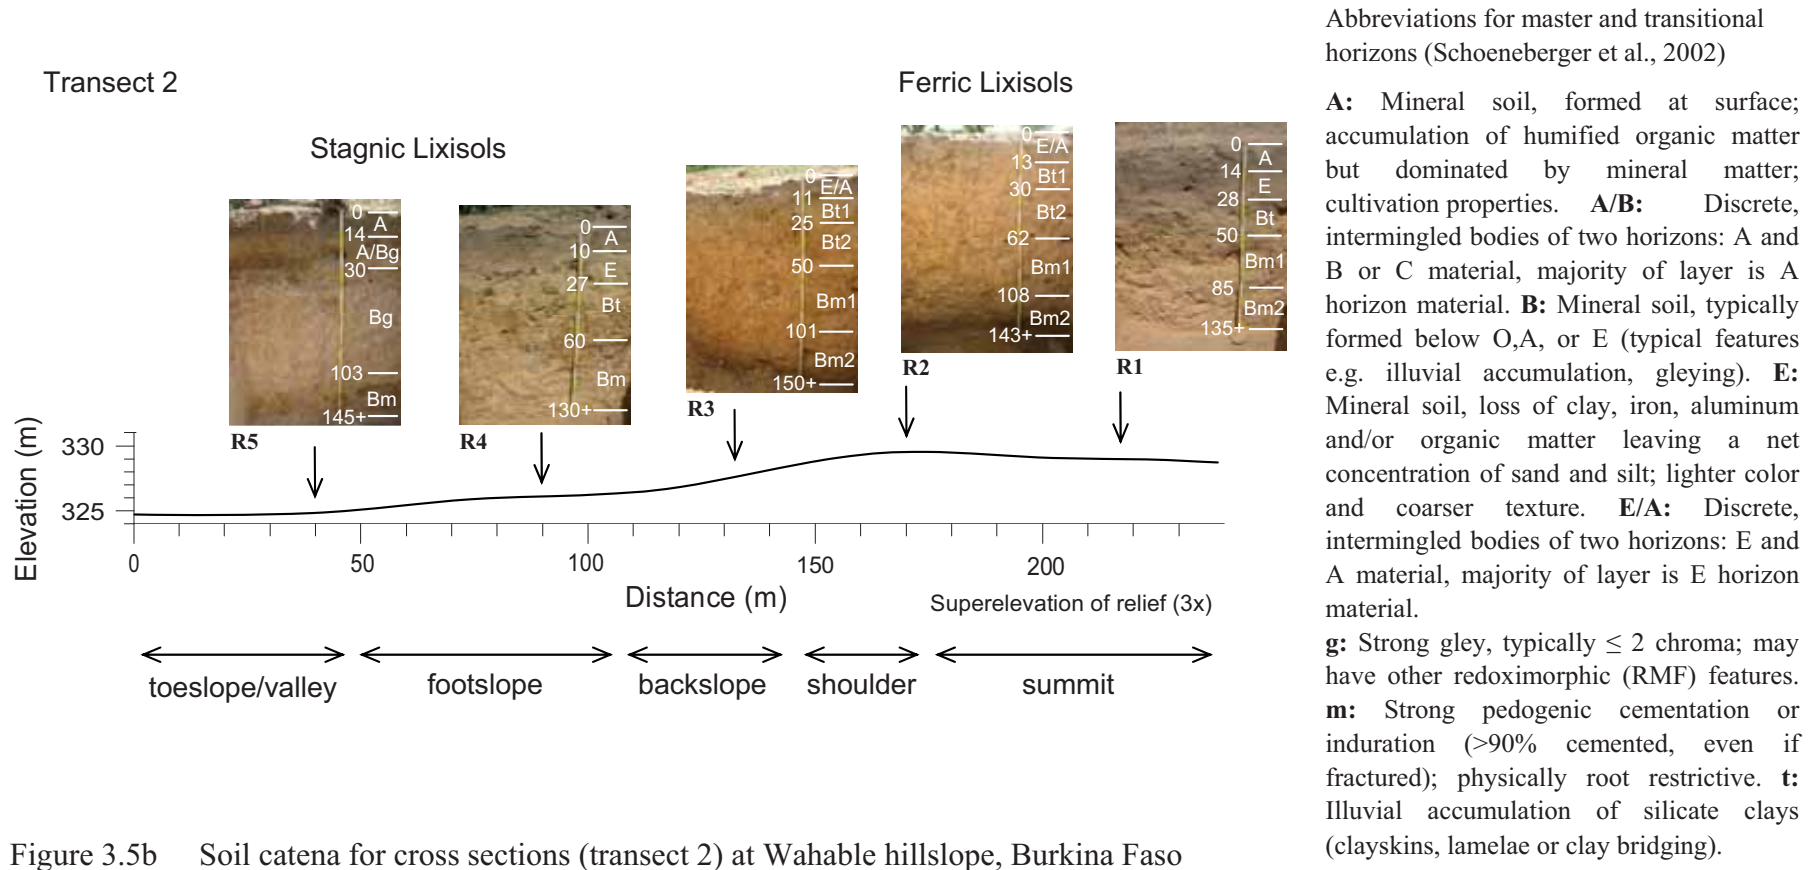 Transect 2
Stagnic Lixisols
Ferric Lixisols
0
A
14
A/Bg
30
Bg
103
Bm
145+
R5
0
A
10
E
27
Bt
60
Bm
130+
R4
0
E/A
11
Bt1
25
Bt2
50
Bm1
101
Bm2
150+
R3
0
E/A
13
Bt1
30
Bt2
62
Bm1
108
Bm2
143+
R2
0
A
14
E
28
Bt
50
Bm1
85
Bm2
135+
R1
Elevation (m)
330
325
0
50
100
150
200
Distance (m)
Superelevation of relief (3x)
toeslope/valley
footslope
backslope
shoulder
summit
Figure 3.5b Soil catena for cross sections (transect 2) at Wahable hillslope, Burkina Faso
Abbreviations for master and transitional
horizons (Schoeneberger et al., 2002)
A: Mineral soil, formed at surface;
accumulation of humified organic matter
but dominated by mineral matter;
cultivation properties. A/B: Discrete,
intermingled bodies of two horizons: A and
B or C material, majority of layer is A
horizon material. B: Mineral soil, typically
formed below O,A, or E (typical features
e.g. illuvial accumulation, gleying). E:
Mineral soil, loss of clay, iron, aluminum
and/or organic matter leaving a net
concentration of sand and silt; lighter color
and coarser texture. E/A: Discrete,
intermingled bodies of two horizons: E and
A material, majority of layer is E horizon
material.
g: Strong gley, typically ≤ 2 chroma; may
have other redoximorphic (RMF) features.
m: Strong pedogenic cementation or
induration (>90% cemented, even if
fractured); physically root restrictive. t:
Illuvial accumulation of silicate clays
(clayskins, lamelae or clay bridging).